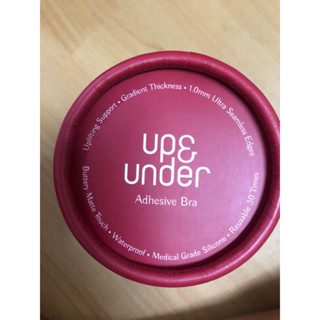 Uplifting Support • Gradient Thickness • 1.0mm Ultra Seamless Edges
up&
under
Adhesive Bra
Buttery Matte Touch • Waterproof • Medical Grade Silicone • Reusable 30 Times